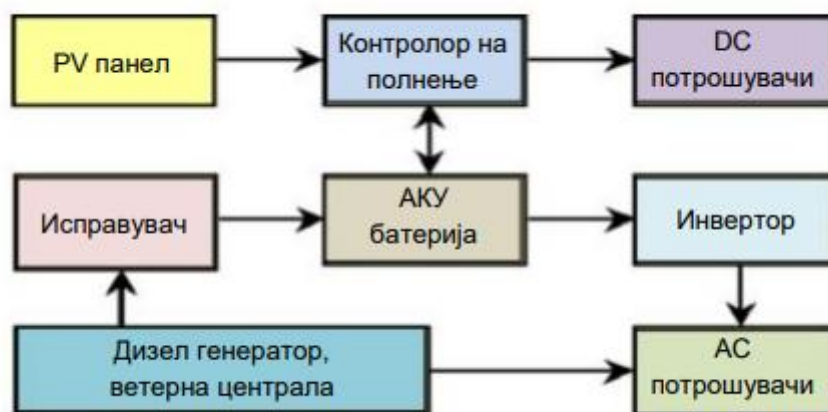 PV панел
Контролор на
полнење
DC
потрошувачи
Исправувач
АКУ
батерија
Инвертор
Дизел генератор,
ветерна централа
AC
потрошувачи